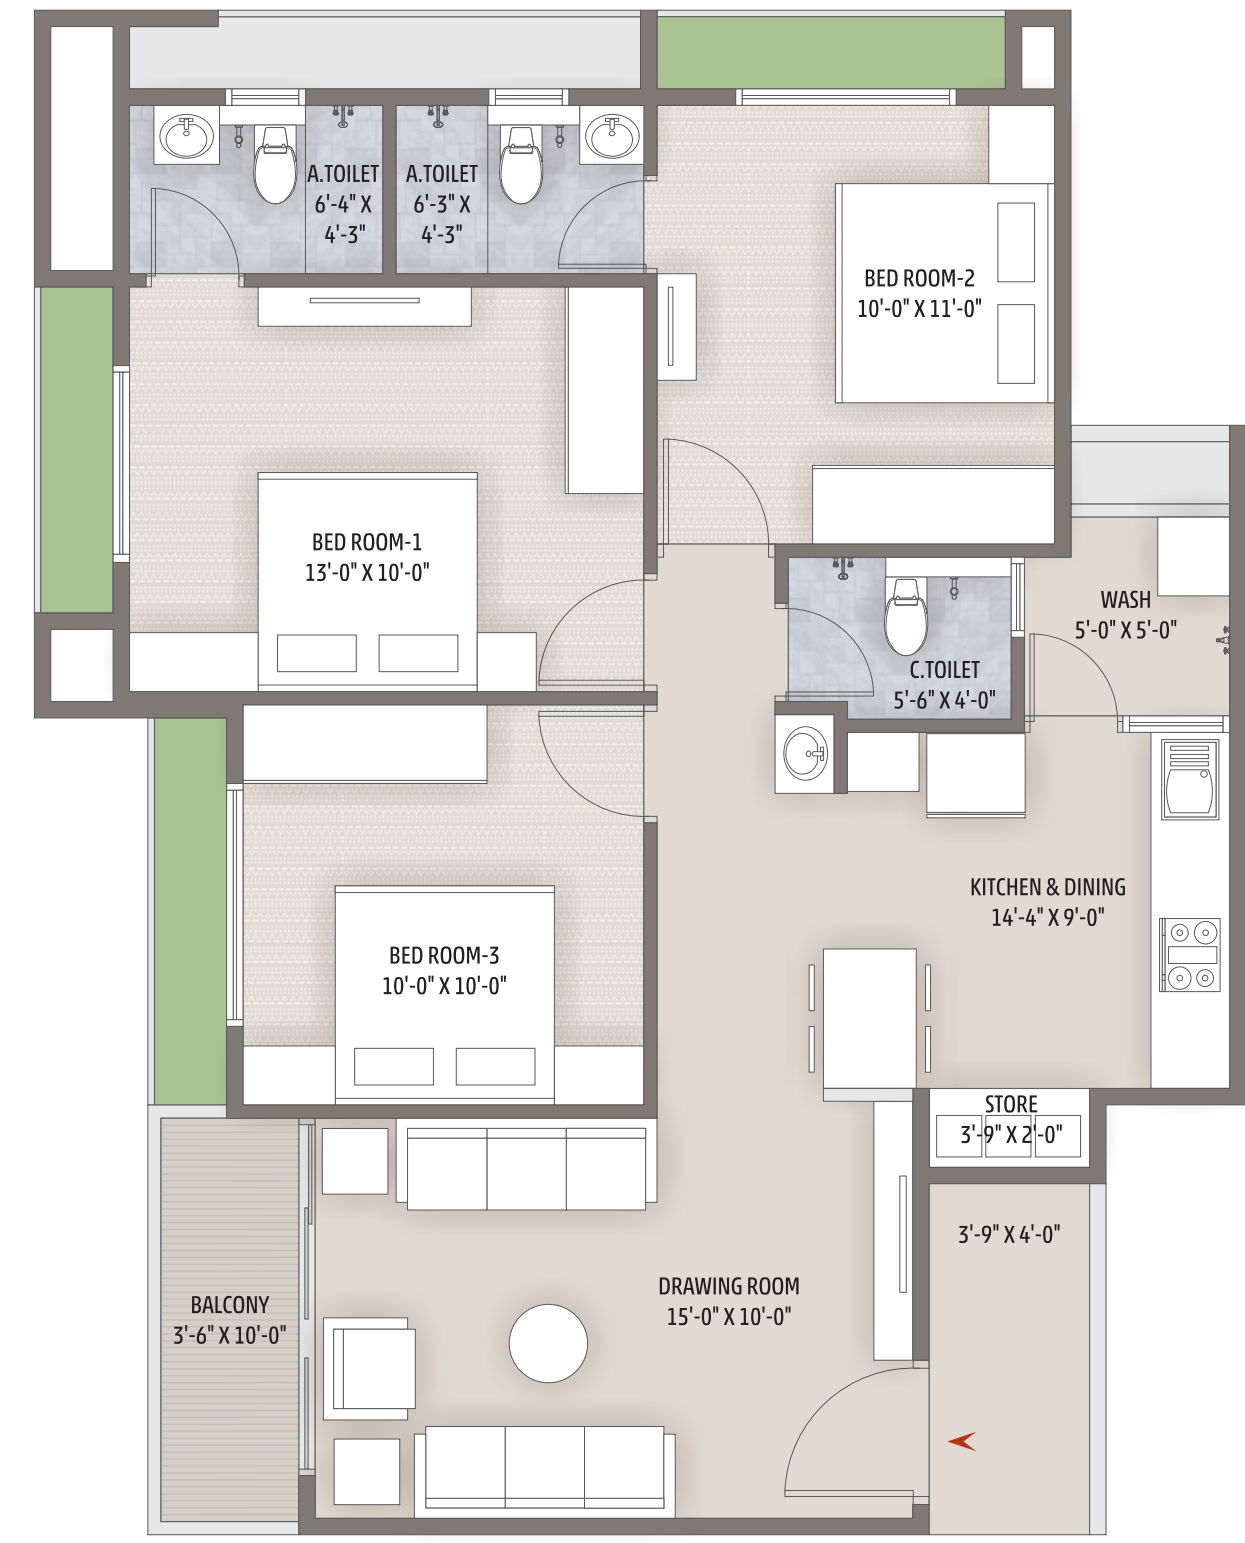 A.TOILET
6'-4" X
4'-3"
A.TOILET
6'-3" X
4'-3"
BED ROOM-2
10'-0" X 11'-0"
BED ROOM-1
13'-0" X 10'-0"
WASH
5'-0" X 5'-0"
C.TOILET
5'-6" X 4'-0"
KITCHEN & DINING
14'-4" X 9'-0"
BED ROOM-3
10'-0" X 10'-0"
STORE
3'-9" X 2'-0"
3'-9" X 4'-0"
DRAWING ROOM
15'-0" X 10'-0"
BALCONY
3'-6" X 10'-0"